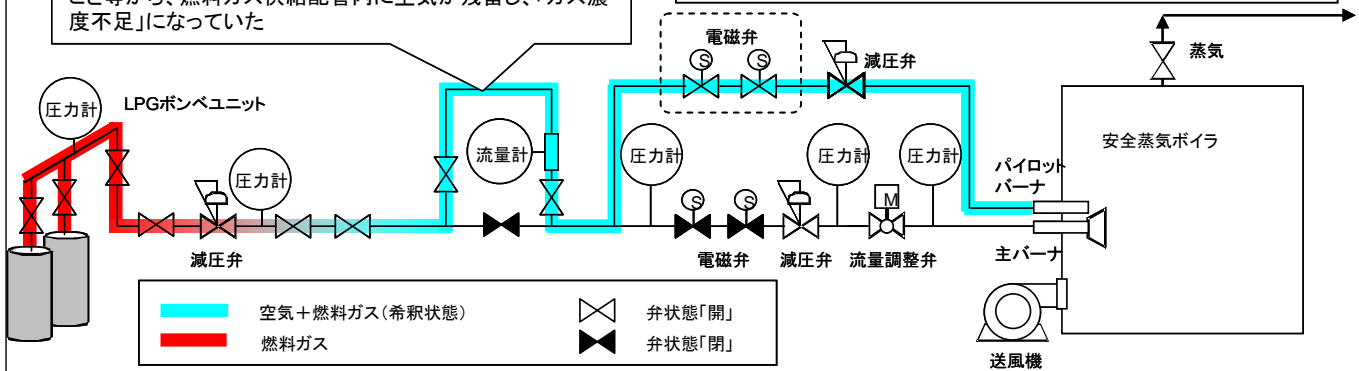 こと等から、燃料ガス供給配管内に空気が残留し、「ガス濃
度不足」になっていた
電磁弁
減圧弁
蒸気
圧力計
LPGボンベユニット
S
S
圧力計
流量計
圧力計
圧力計
圧力計
安全蒸気ボイラ
パイロット
バーナ
S
S
M
減圧弁
電磁弁
減圧弁
流量調整弁
主バーナ
送風機
空気＋燃料ガス（希釈状態）
弁状態「開」
燃料ガス
弁状態「閉」